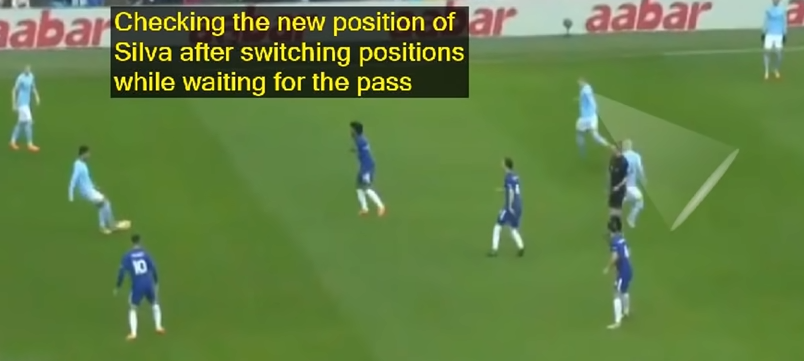 aabar
aabar
aabar
Checking the new position of
Silva after switching positions
while waiting for the pass
10